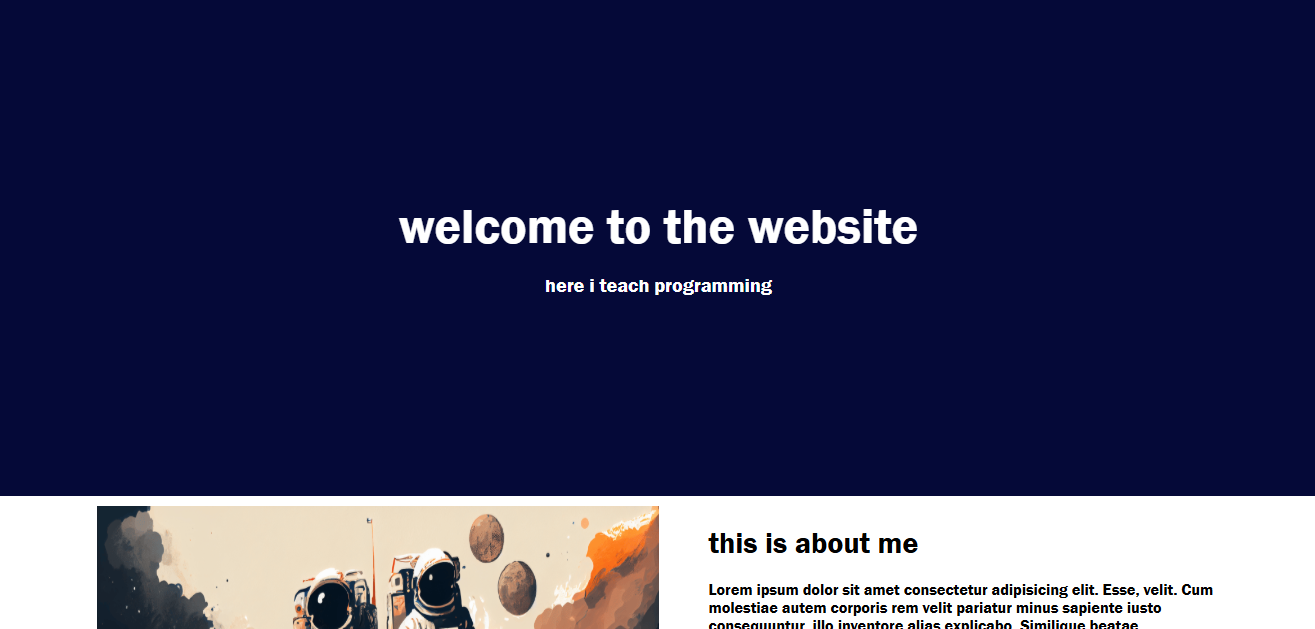 welcome to the website
here i teach programming
this is about me
Lorem ipsum dolor sit amet consectetur adipisicing elit. Esse, velit. Cum
molestiae autem corporis rem velit pariatur minus sapiente iusto
consequuntur, illo inventore alias explicabo. Similique beatae